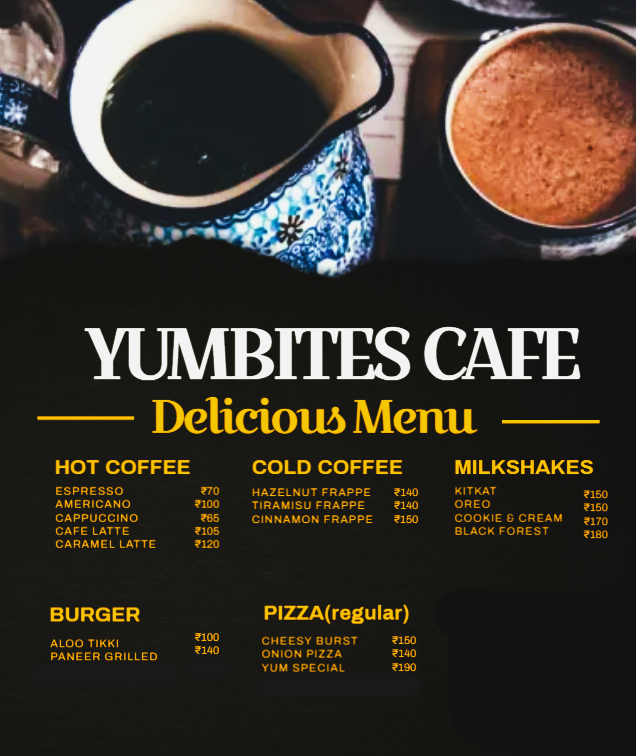 YUMBITES CAFE
Delicious Menu
HOT COFFEE
ESPRESSO ₹70
AMERICANO ₹100
CAPPUCCINO ₹65
CAFE LATTE ₹105
CARAMEL LATTE ₹120
COLD COFFEE
HAZELNUT FRAPPE ₹140
TIRAMISU FRAPPE ₹140
CINNAMON FRAPPE ₹150
MILKSHAKES
KITKAT ₹150
OREO ₹150
COOKIE & CREAM ₹170
BLACK FOREST ₹180
BURGER
ALOO TIKKI ₹100
PANEER GRILLED ₹140
PIZZA(regular)
CHEESY BURST ₹150
ONION PIZZA ₹140
YUM SPECIAL ₹190